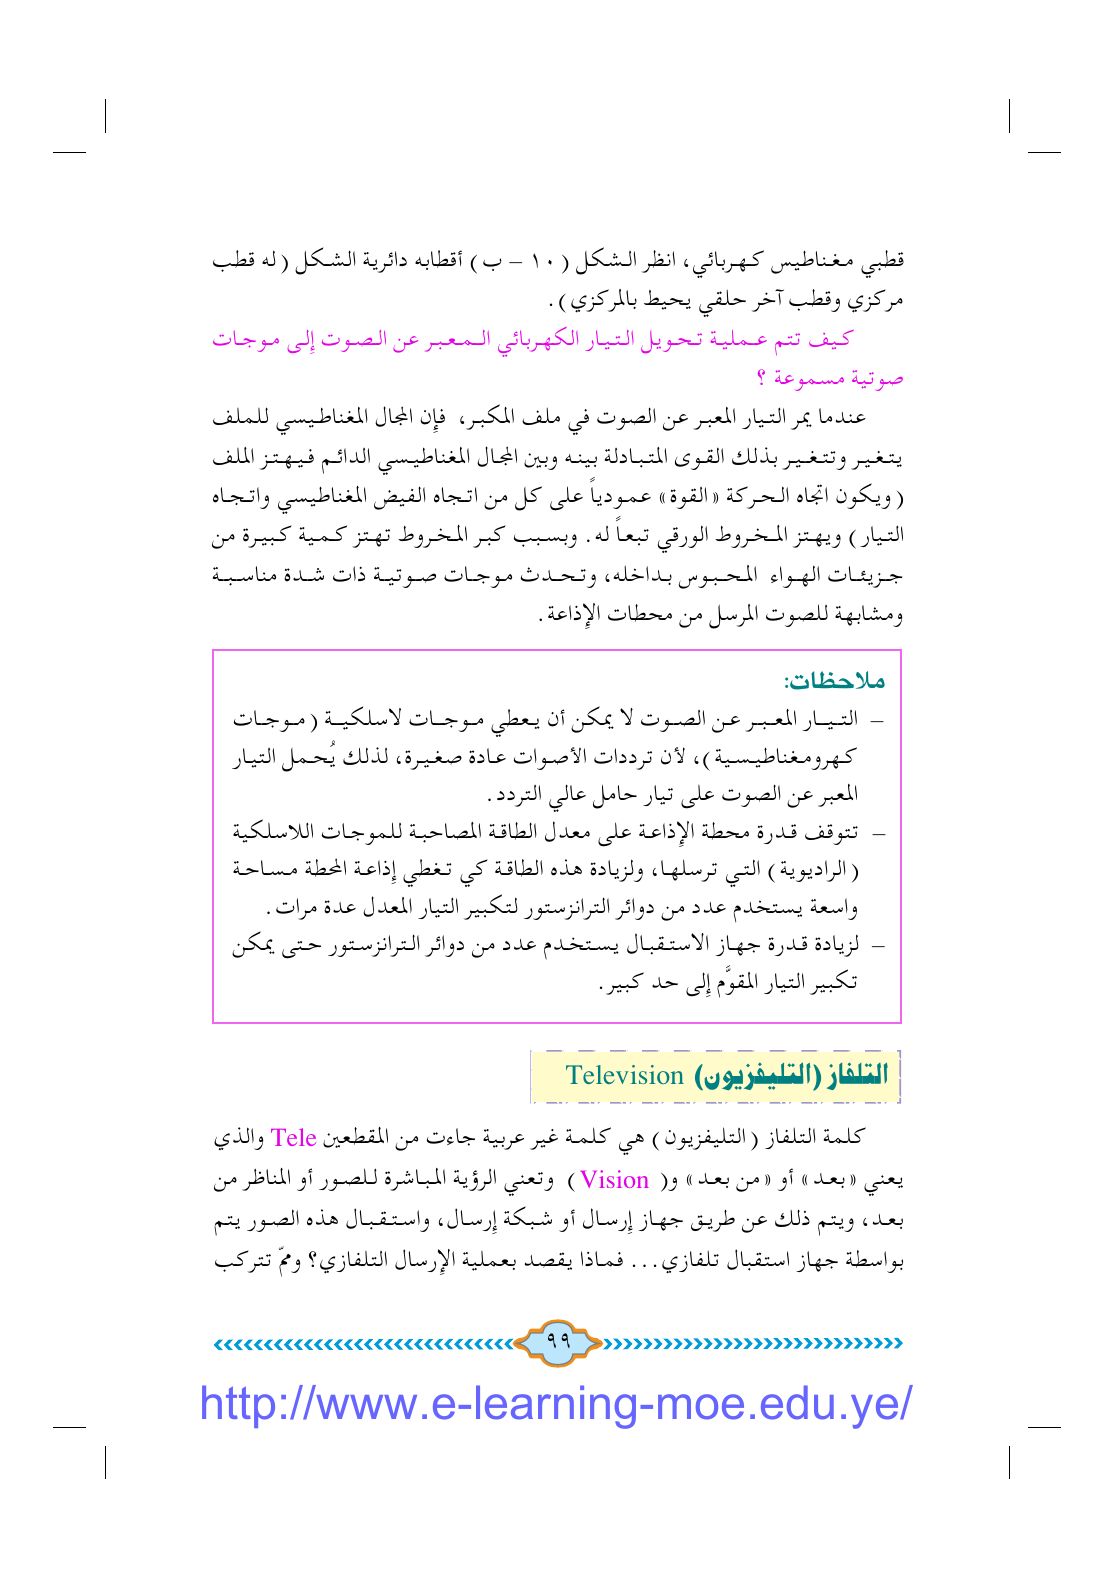 قطبي مغناطيس كهربائي، انظر الشكل ( ١٠ – ب ) أقطابه دائرية الشكل ( له قطب
مركزي وقطب آخر حلقي يحيط بالمركزي ) .
كيف تتم عملية تحويل التيار الكهربائي المعبر عن الصوت إلى موجات
صوتية مسموعة ؟
عندما يمر التيار المعبر عن الصوت في ملف المكبر، فإن المجال المغناطيسي للملف
يتغير وتتغير بذلك القوى المتبادلة بينه وبين المجال المغناطيسي الدائم فيهتز الملف
( ويكون اتجاه الحركة «القوة» عمودياً على كل من اتجاه الفيض المغناطيسي واتجاه
التيار ) ويهتز المخروط الورقي تبعاً له. وبسبب كبر المخروط تهتز كمية كبيرة من
جزيئات الهواء المحبوس بداخله، وتحدث موجات صوتية ذات شدة مناسبة
ومشابهة للصوت المرسل من محطات الإذاعة .
ملاحظات:
– التيار المعبر عن الصوت لا يمكن أن يعطي موجات لاسلكية ( موجات
كهرومغناطيسية )، لأن ترددات الأصوات عادة صغيرة، لذلك يُحمل التيار
المعبر عن الصوت على تيار حامل عالي التردد .
– تتوقف قدرة محطة الإذاعة على معدل الطاقة المصاحبة للموجات اللاسلكية
( الراديوية ) التي ترسلها، ولزيادة هذه الطاقة كي تغطي إذاعة المحطة مساحة
واسعة يستخدم عدد من دوائر الترانزستور لتكبير التيار المعدل عدة مرات .
– لزيادة قدرة جهاز الاستقبال يستخدم عدد من دوائر الترانزستور حتى يمكن
تكبير التيار المقوَّم إلى حد كبير .
التلفاز (التليفزيون) Television
كلمة التلفاز ( التليفزيون ) هي كلمة غير عربية جاءت من المقطعين Tele والذي
يعني «بعد» أو «من بعد» و( Vision ) وتعني الرؤية المباشرة للصور أو المناظر من
بعد، ويتم ذلك عن طريق جهاز إرسال أو شبكة إرسال، واستقبال هذه الصور يتم
بواسطة جهاز استقبال تلفازي... فماذا يقصد بعملية الإرسال التلفازي؟ وممّ تتركب
٩٩
http://www.e-learning-moe.edu.ye/